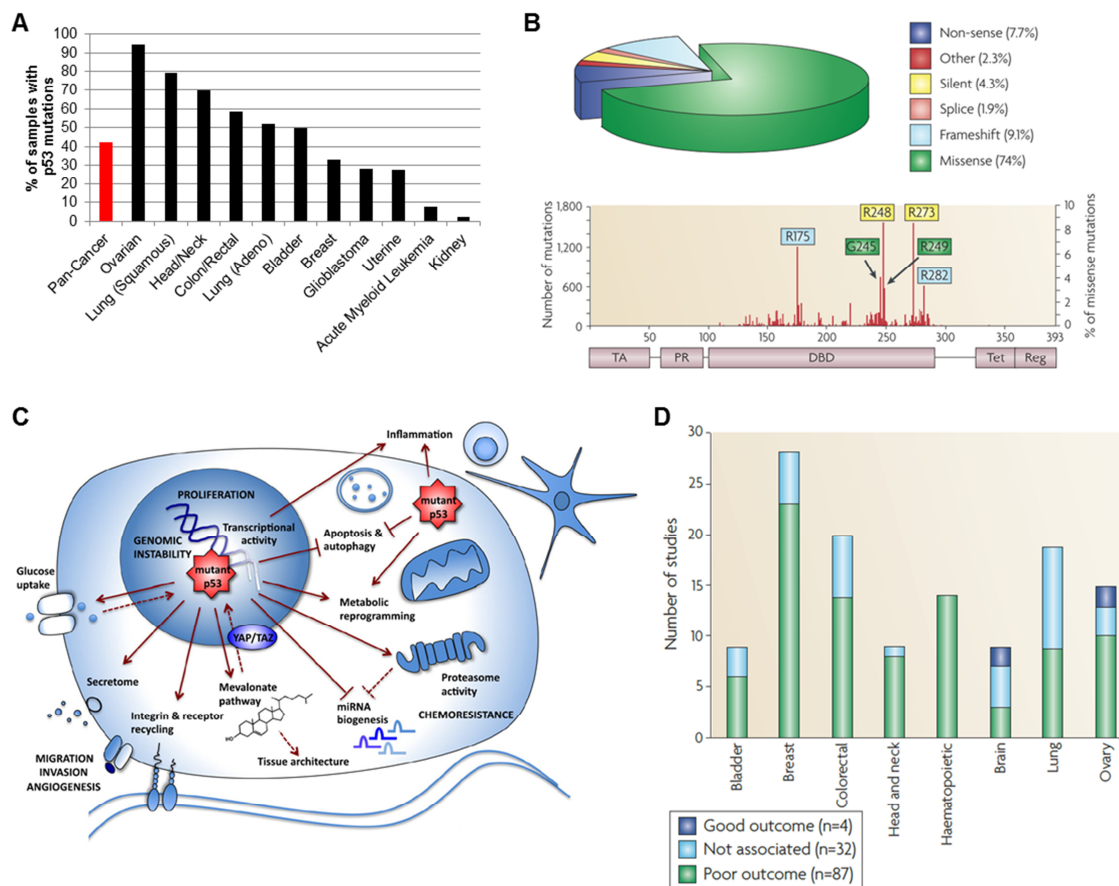 A
% of samples with
p53 mutations
100
90
80
70
60
50
40
30
20
10
0
Pan-Cancer
Ovarian
Lung (Squamous)
Head/Neck
Colon/Rectal
Lung (Adeno)
Bladder
Breast
Glioblastoma
Uterine
Acute Myeloid Leukemia
Kidney
B
Non-sense (7.7%)
Other (2.3%)
Silent (4.3%)
Splice (1.9%)
Frameshift (9.1%)
Missense (74%)
Number of mutations
1,800
1,200
600
0
R175
R248
R273
G245
R249
R282
10
8
6
4
2
0
% of missense mutations
1
50
100
150
200
250
300
350
393
TA
PR
DBD
Tet
Reg
C
Inflammation
PROLIFERATION
Transcriptional
activity
GENOMIC
INSTABILITY
mutant
p53
mutant
p53
Apoptosis &
autophagy
Glucose
uptake
Metabolic
reprogramming
YAP/TAZ
Secretome
Mevalonate
pathway
HO
Proteasome
activity
miRNA
biogenesis
CHEMORESISTANCE
Integrin & receptor
recycling
Tissue architecture
MIGRATION
INVASION
ANGIOGENESIS
D
Number of studies
30
25
20
15
10
5
0
Bladder
Breast
Colorectal
Head and neck
Haematopoietic
Brain
Lung
Ovary
Good outcome (n=4)
Not associated (n=32)
Poor outcome (n=87)